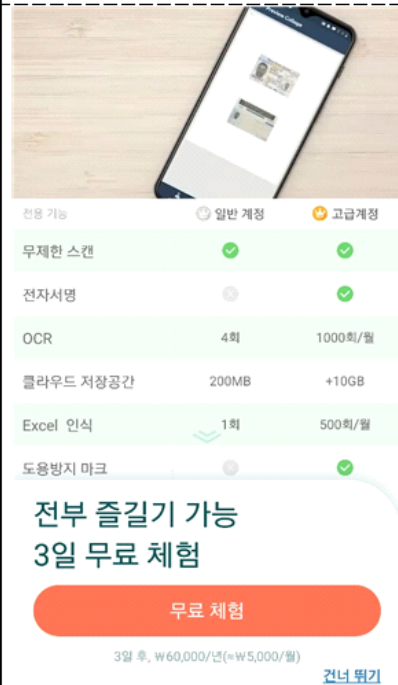 Preview Collage
전용 기능 일반 계정 고급계정
무제한 스캔
전자서명
OCR 4회 1000회/월
클라우드 저장공간 200MB +10GB
Excel 인식 1회 500회/월
도용방지 마크
전부 즐길기 가능
3일 무료 체험
무료 체험
3일 후, ₩60,000/년(=₩5,000/월)
건너 뛰기